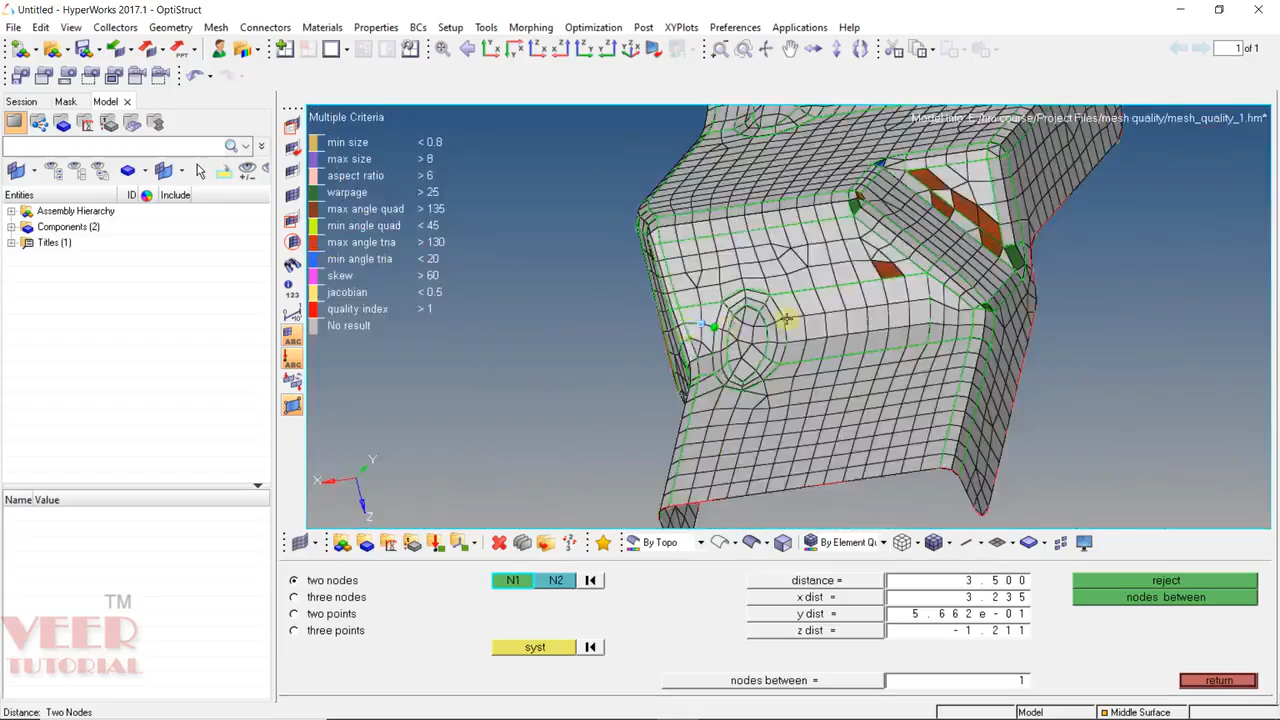 Untitled - HyperWorks 2017.1 - OptiStruct
File Edit View Collectors Geometry Mesh Connectors Materials Properties BCs Setup Tools Morphing Optimization Post XYPlots Preferences Applications Help
1 of 1
Session Mask Model
Entities ID Include
Assembly Hierarchy
Components (2)
Titles (1)
Name Value
Multiple Criteria
Model Info: E:/hm course/Project Files/mesh quality/mesh_quality_1.hm*
min size < 0.8
max size > 8
aspect ratio > 6
warpage > 25
max angle quad > 135
min angle quad < 45
max angle tria > 130
min angle tria < 20
skew > 60
jacobian < 0.5
quality index > 1
No result
123
ABC
ABC
X Y Z
By Topo By Element Qu
two nodes N1 N2 distance = 3.500 reject
three nodes x dist = 3.235 nodes between
two points y dist = 5.662e-01
three points z dist = -1.211
syst
nodes between = 1 return
TM
VEER
TUTORIAL
Distance: Two Nodes Model Middle Surface